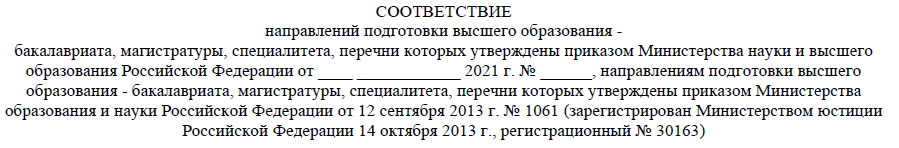 СООТВЕТСТВИЕ
направлений подготовки высшего образования -
бакалавриата, магистратуры, специалитета, перечни которых утверждены приказом Министерства науки и высшего
образования Российской Федерации от ____ ____________ 2021 г. № ______, направлениям подготовки высшего
образования - бакалавриата, магистратуры, специалитета, перечни которых утверждены приказом Министерства
образования и науки Российской Федерации от 12 сентября 2013 г. № 1061 (зарегистрирован Министерством юстиции
Российской Федерации 14 октября 2013 г., регистрационный № 30163)